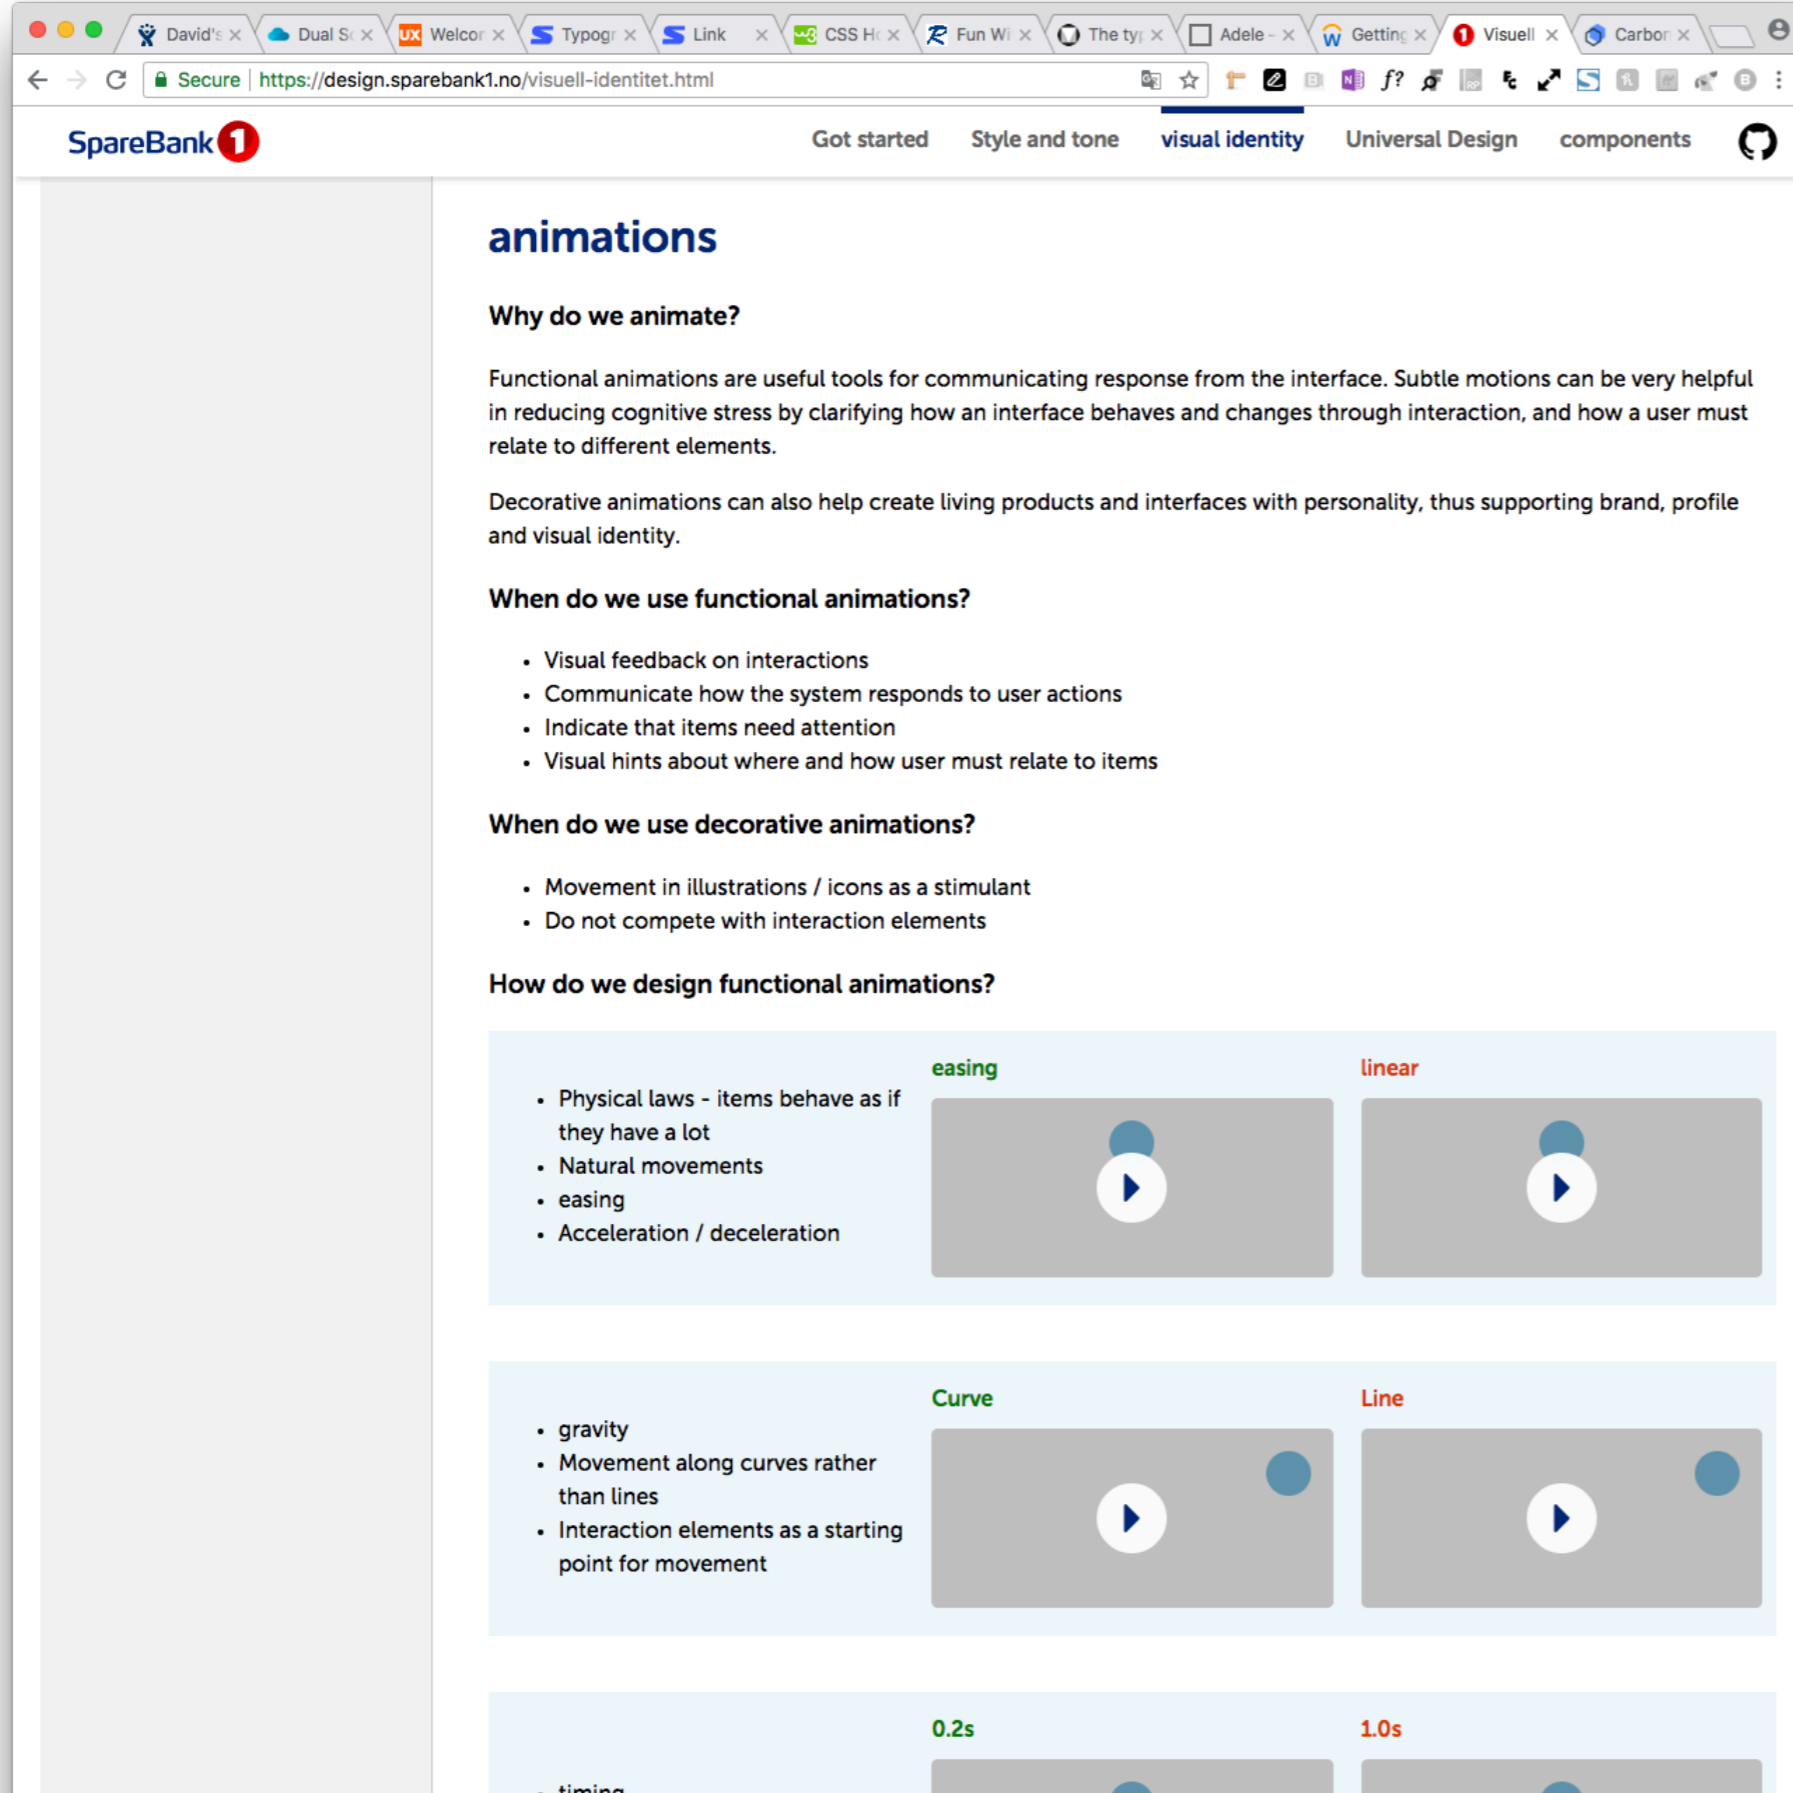 David's
Dual Sc
UX Welcor
Typogr
Link
CSS Ho
Fun Wi
The typ
Adele -
Getting
1 Visuell
Carbon
Secure https://design.sparebank1.no/visuell-identitet.html
SpareBank 1 Got started Style and tone visual identity Universal Design components
animations
Why do we animate?
Functional animations are useful tools for communicating response from the interface. Subtle motions can be very helpful
in reducing cognitive stress by clarifying how an interface behaves and changes through interaction, and how a user must
relate to different elements.
Decorative animations can also help create living products and interfaces with personality, thus supporting brand, profile
and visual identity.
When do we use functional animations?
• Visual feedback on interactions
• Communicate how the system responds to user actions
• Indicate that items need attention
• Visual hints about where and how user must relate to items
When do we use decorative animations?
• Movement in illustrations / icons as a stimulant
• Do not compete with interaction elements
How do we design functional animations?
• Physical laws - items behave as if
they have a lot
• Natural movements
• easing
• Acceleration / deceleration
easing
linear
• gravity
• Movement along curves rather
than lines
• Interaction elements as a starting
point for movement
Curve
Line
• timing
0.2s
1.0s